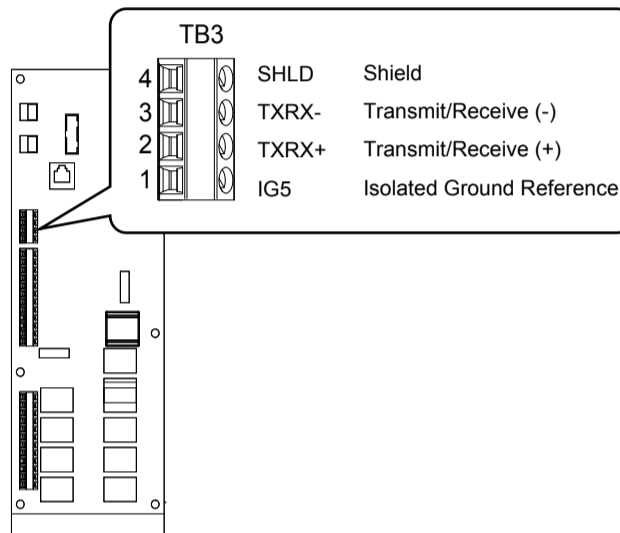 TB3
4 SHLD Shield
3 TXRX- Transmit/Receive (-)
2 TXRX+ Transmit/Receive (+)
1 IG5 Isolated Ground Reference